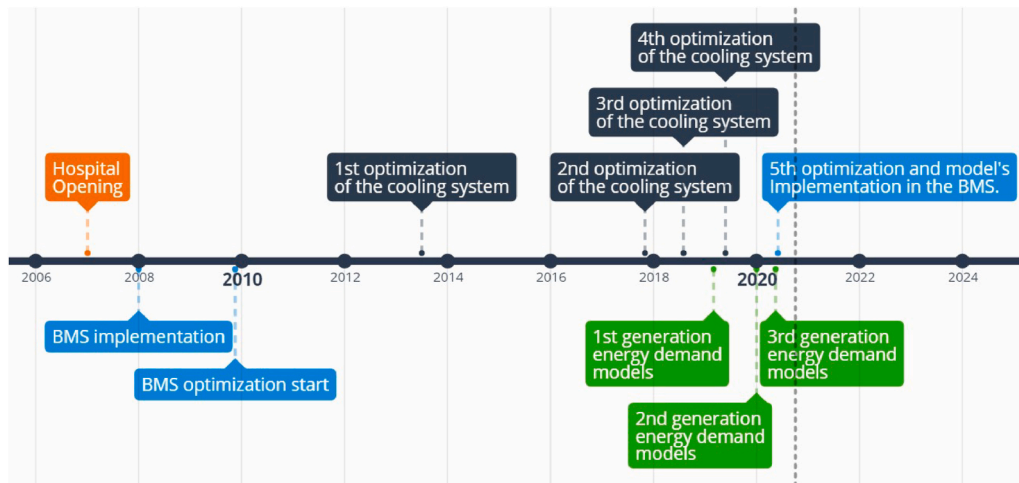 4th optimization
of the cooling system
3rd optimization
of the cooling system
Hospital
Opening
1st optimization
of the cooling system
2nd optimization
of the cooling system
5th optimization and model's
Implementation in the BMS.
2006
2008
2010
2012
2014
2016
2018
2020
2022
2024
BMS implementation
BMS optimization start
1st generation
energy demand
models
3rd generation
energy demand
models
2nd generation
energy demand
models